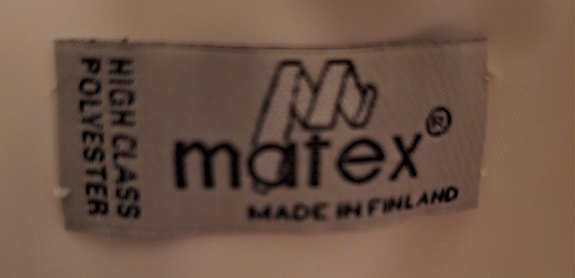 HIGH CLASS
POLYESTER
matex®
MADE IN FINLAND